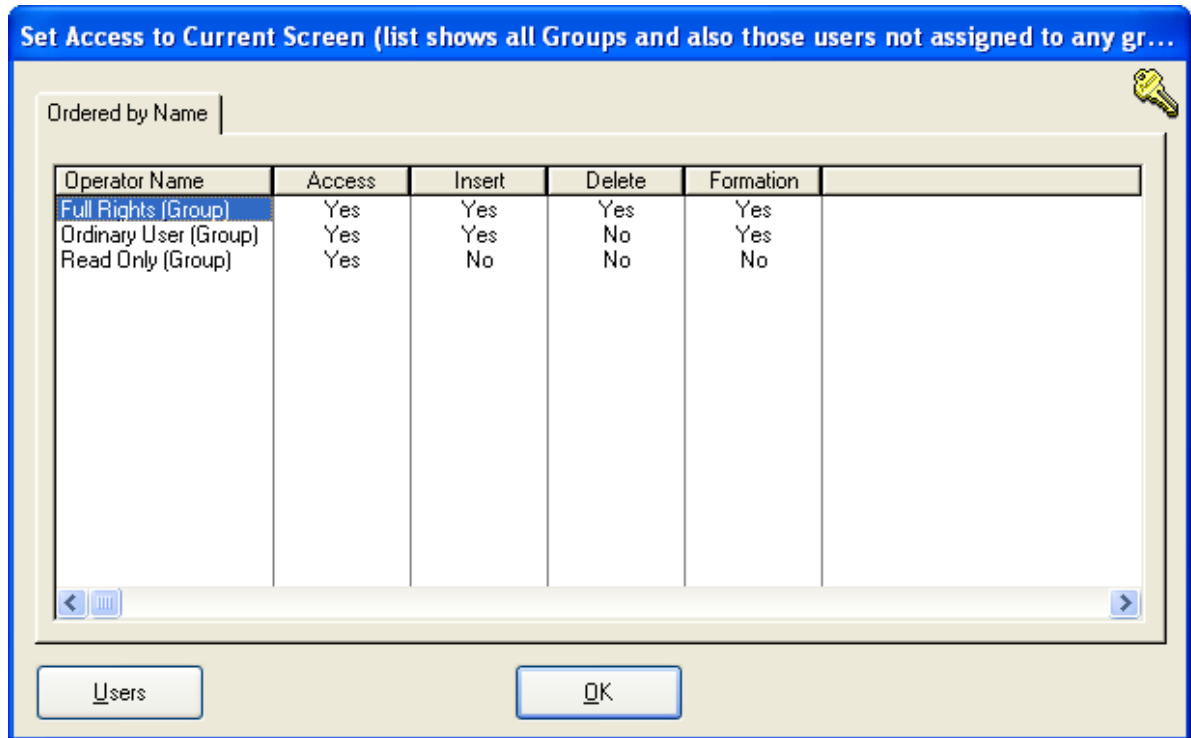 Set Access to Current Screen (list shows all Groups and also those users not assigned to any gr...
Ordered by Name
Operator Name Access Insert Delete Formation
Full Rights (Group) Yes Yes Yes Yes
Ordinary User (Group) Yes Yes No Yes
Read Only (Group) Yes No No No
Users OK